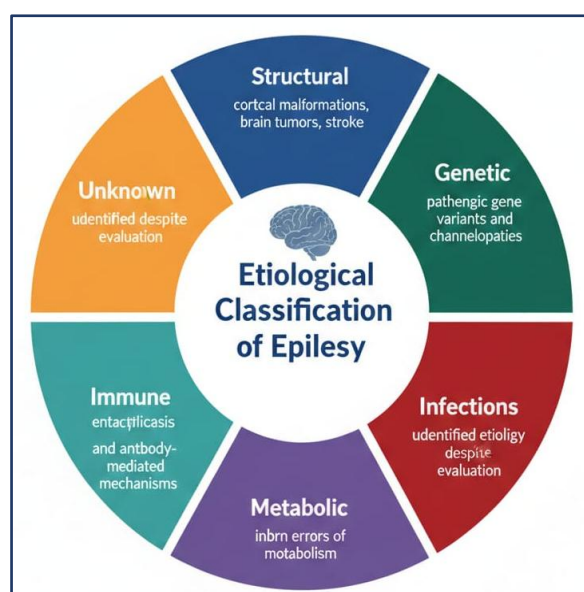 Structural
cortcal malformations,
brain tumors, stroke
Genetic
pathengic gene
variants and
channelopaties
Infections
udentified etioligy
despite
evaluation
Metabolic
inbrn errors of
motabolism
Immune
and antbody-
mediated
mechanisms
Unknown
udentified despite
evaluation
Etiological
Classification
of Epilesy